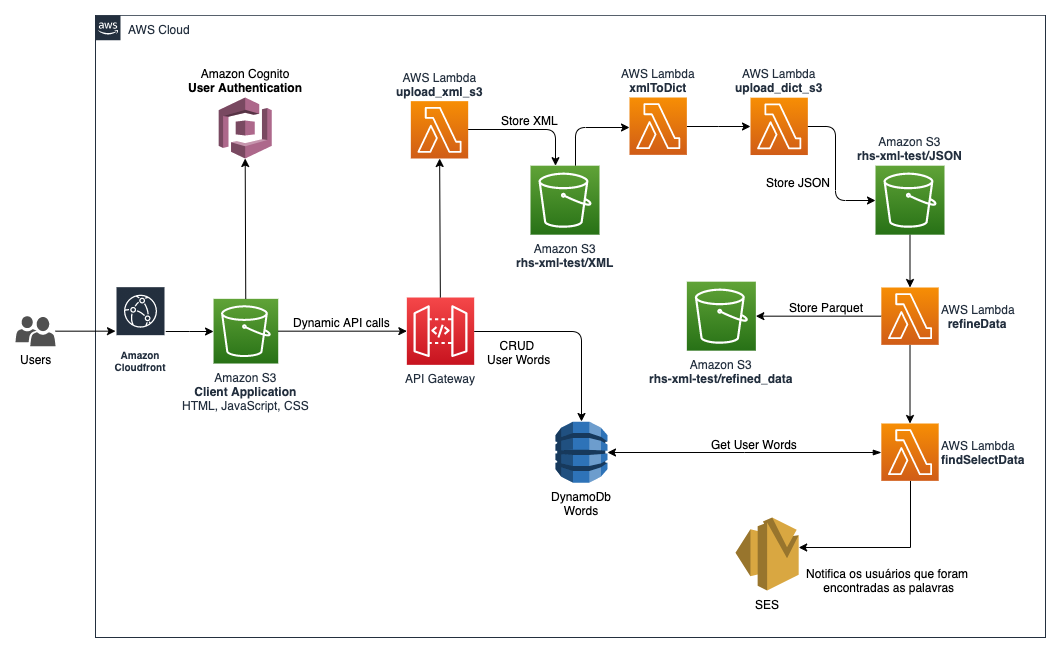 aws
AWS Cloud
Amazon Cognito
User Authentication
AWS Lambda
upload_xml_s3
Store XML
AWS Lambda
xmlToDict
AWS Lambda
upload_dict_s3
Store JSON
Amazon S3
rhs-xml-test/JSON
Amazon S3
rhs-xml-test/XML
Users
Amazon
Cloudfront
Amazon S3
Client Application
HTML, JavaScript, CSS
Dynamic API calls
</>
API Gateway
CRUD
User Words
Store Parquet
Amazon S3
rhs-xml-test/refined_data
AWS Lambda
refineData
Get User Words
AWS Lambda
findSelectData
DynamoDb
Words
SES
Notifica os usuários que foram
encontradas as palavras